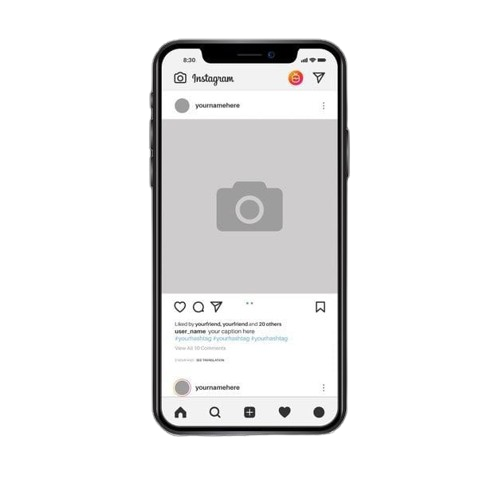 8:30
Instagram
yournamehere
Liked by yourfriend, yourfriend and 20 others
user_name your caption here
#yourhashtag #yourhashtag #yourhashtag
View All 20 Comments
SEE TRANSLATION
yournamehere